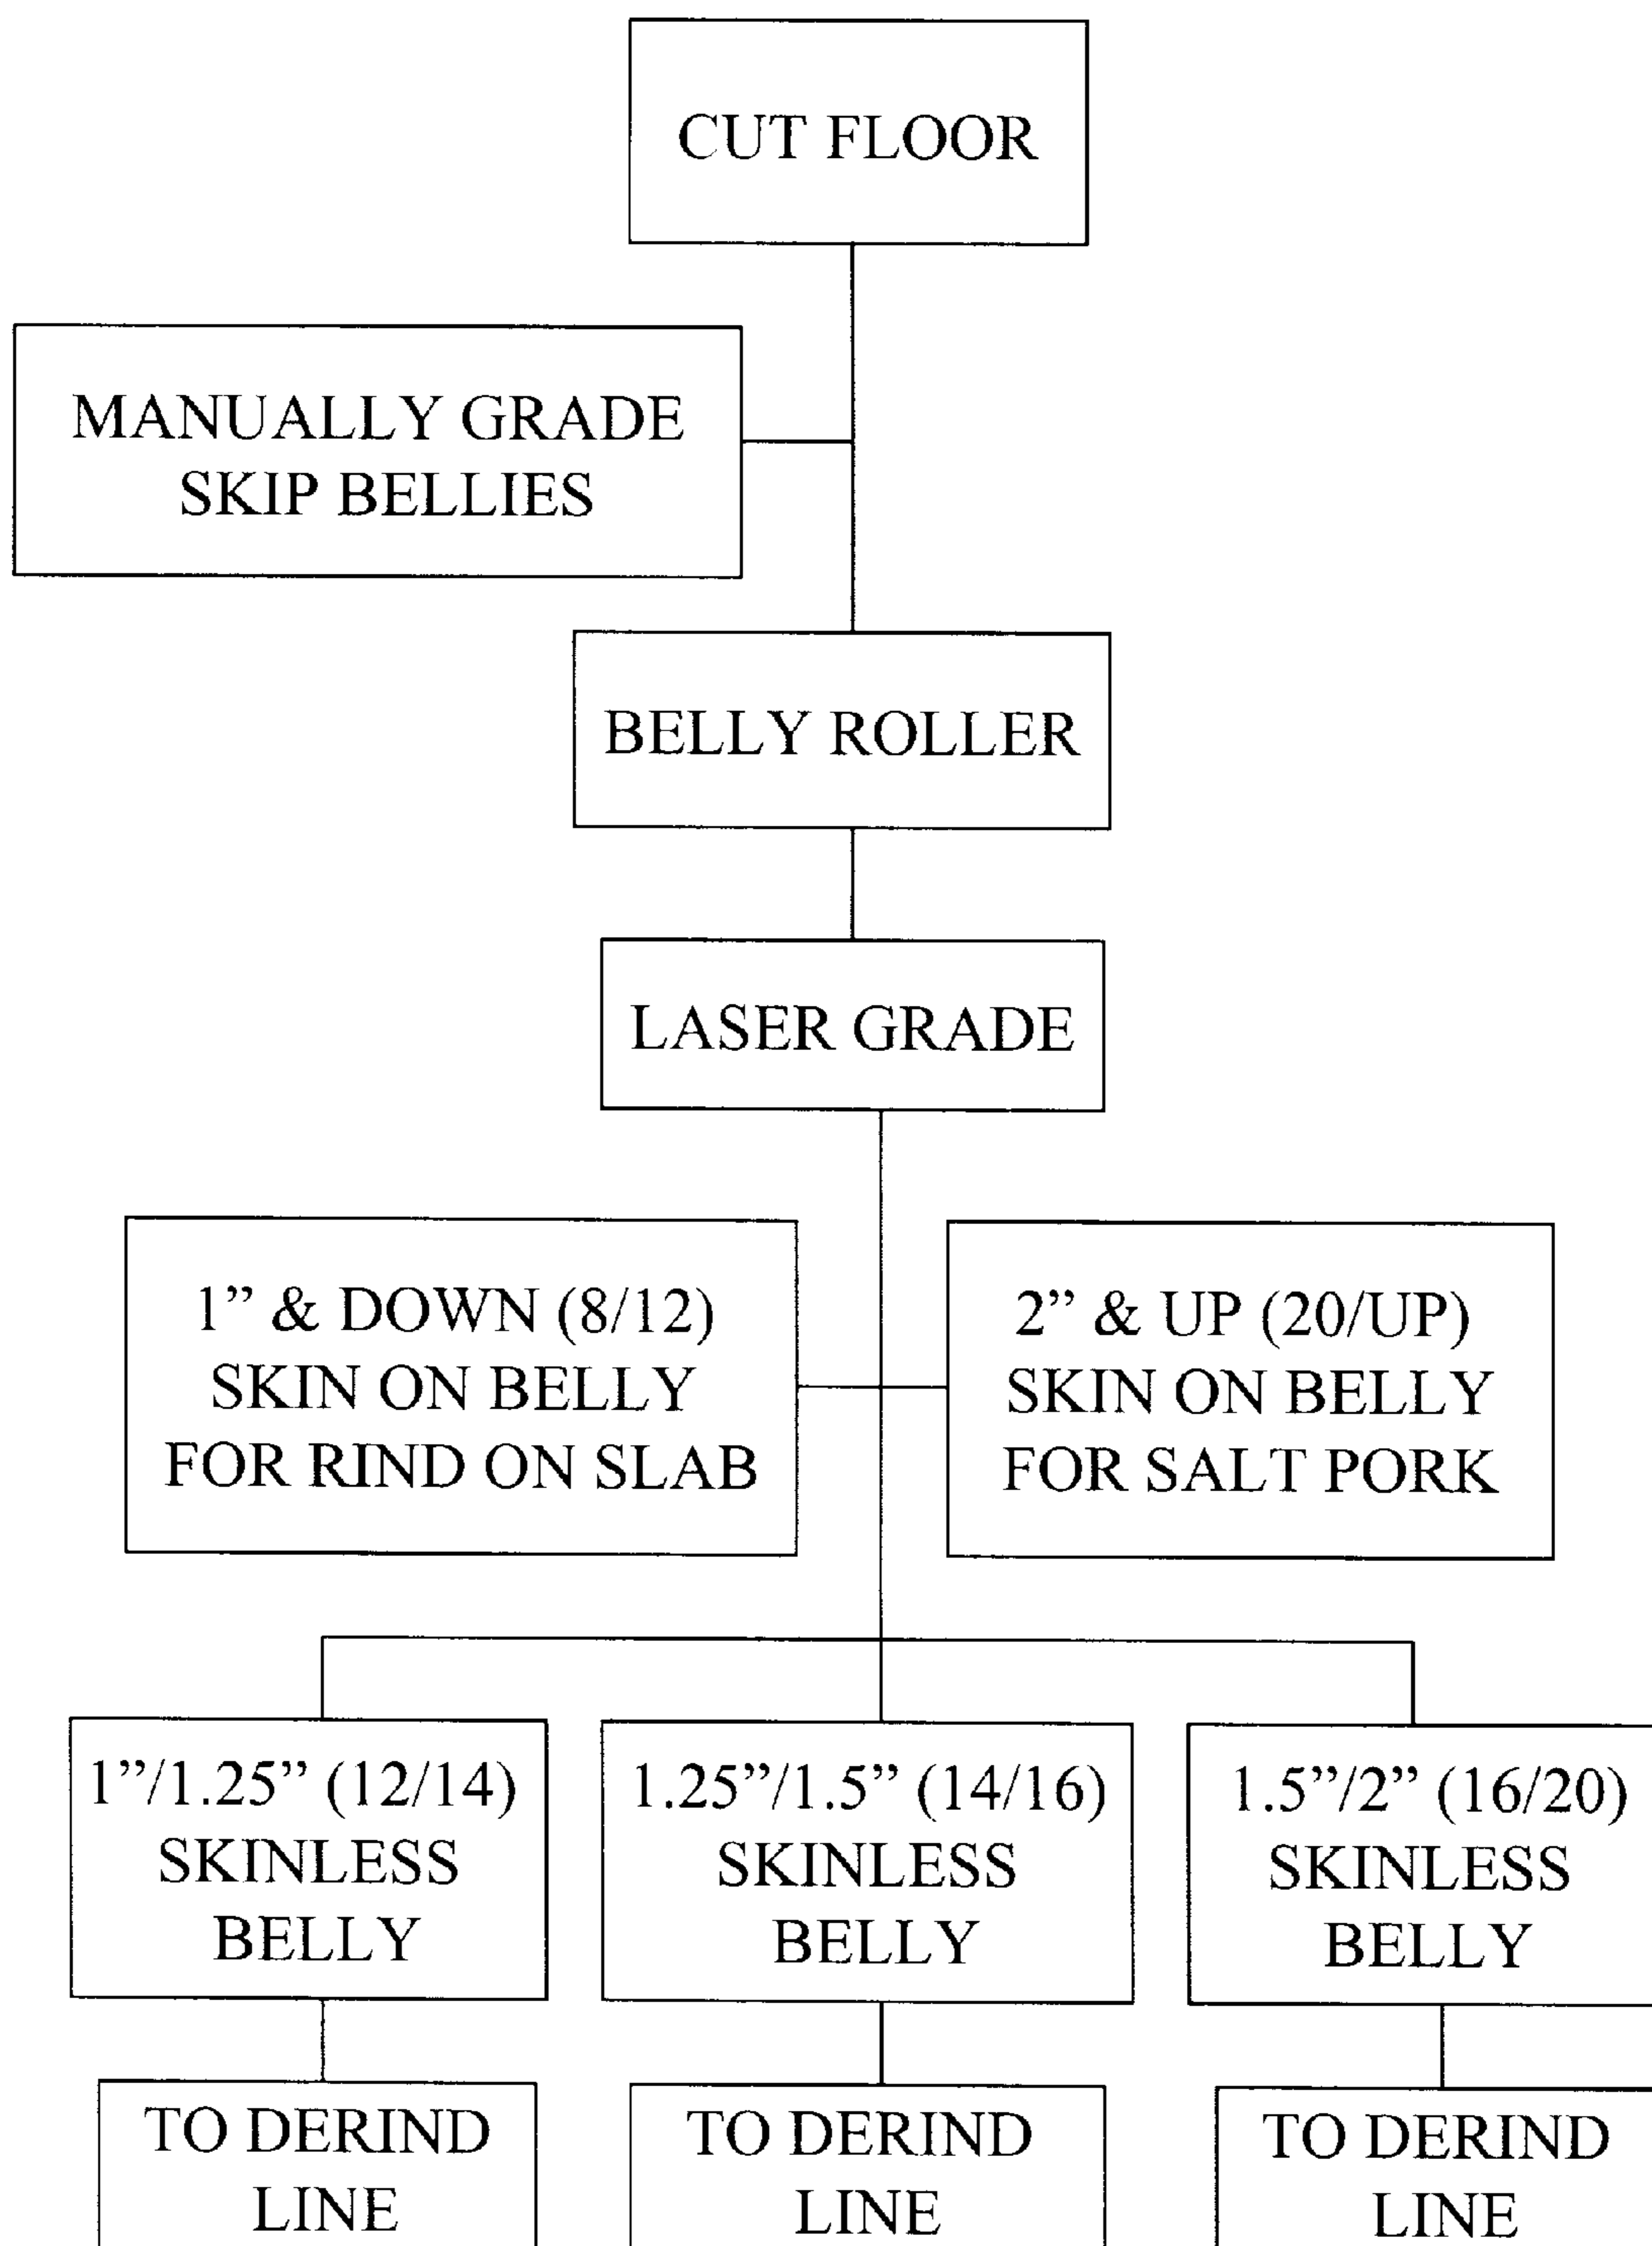 CUT FLOOR
MANUALLY GRADE
SKIP BELLIES
BELLY ROLLER
LASER GRADE
1” & DOWN (8/12)
SKIN ON BELLY
FOR RIND ON SLAB
2” & UP (20/UP)
SKIN ON BELLY
FOR SALT PORK
1”/1.25” (12/14)
SKINLESS
BELLY
1.25”/1.5” (14/16)
SKINLESS
BELLY
1.5”/2” (16/20)
SKINLESS
BELLY
TO DERIND
LINE
TO DERIND
LINE
TO DERIND
LINE